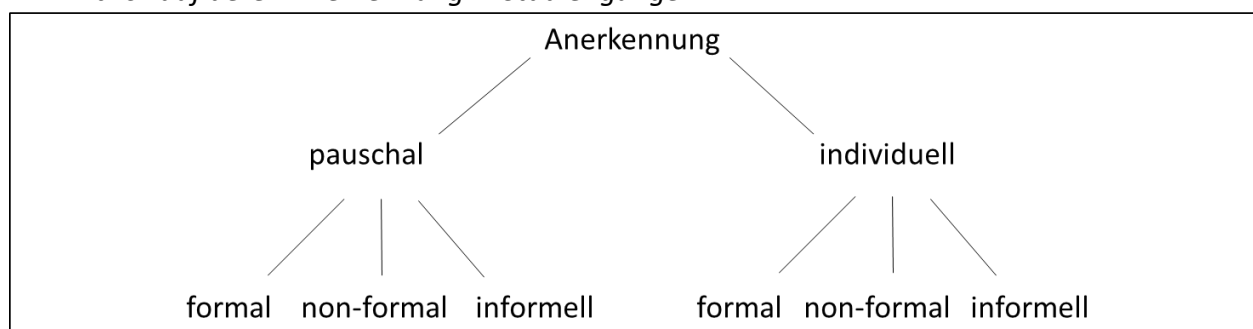 Anerkennung
pauschal individuell
formal non-formal informell formal non-formal informell